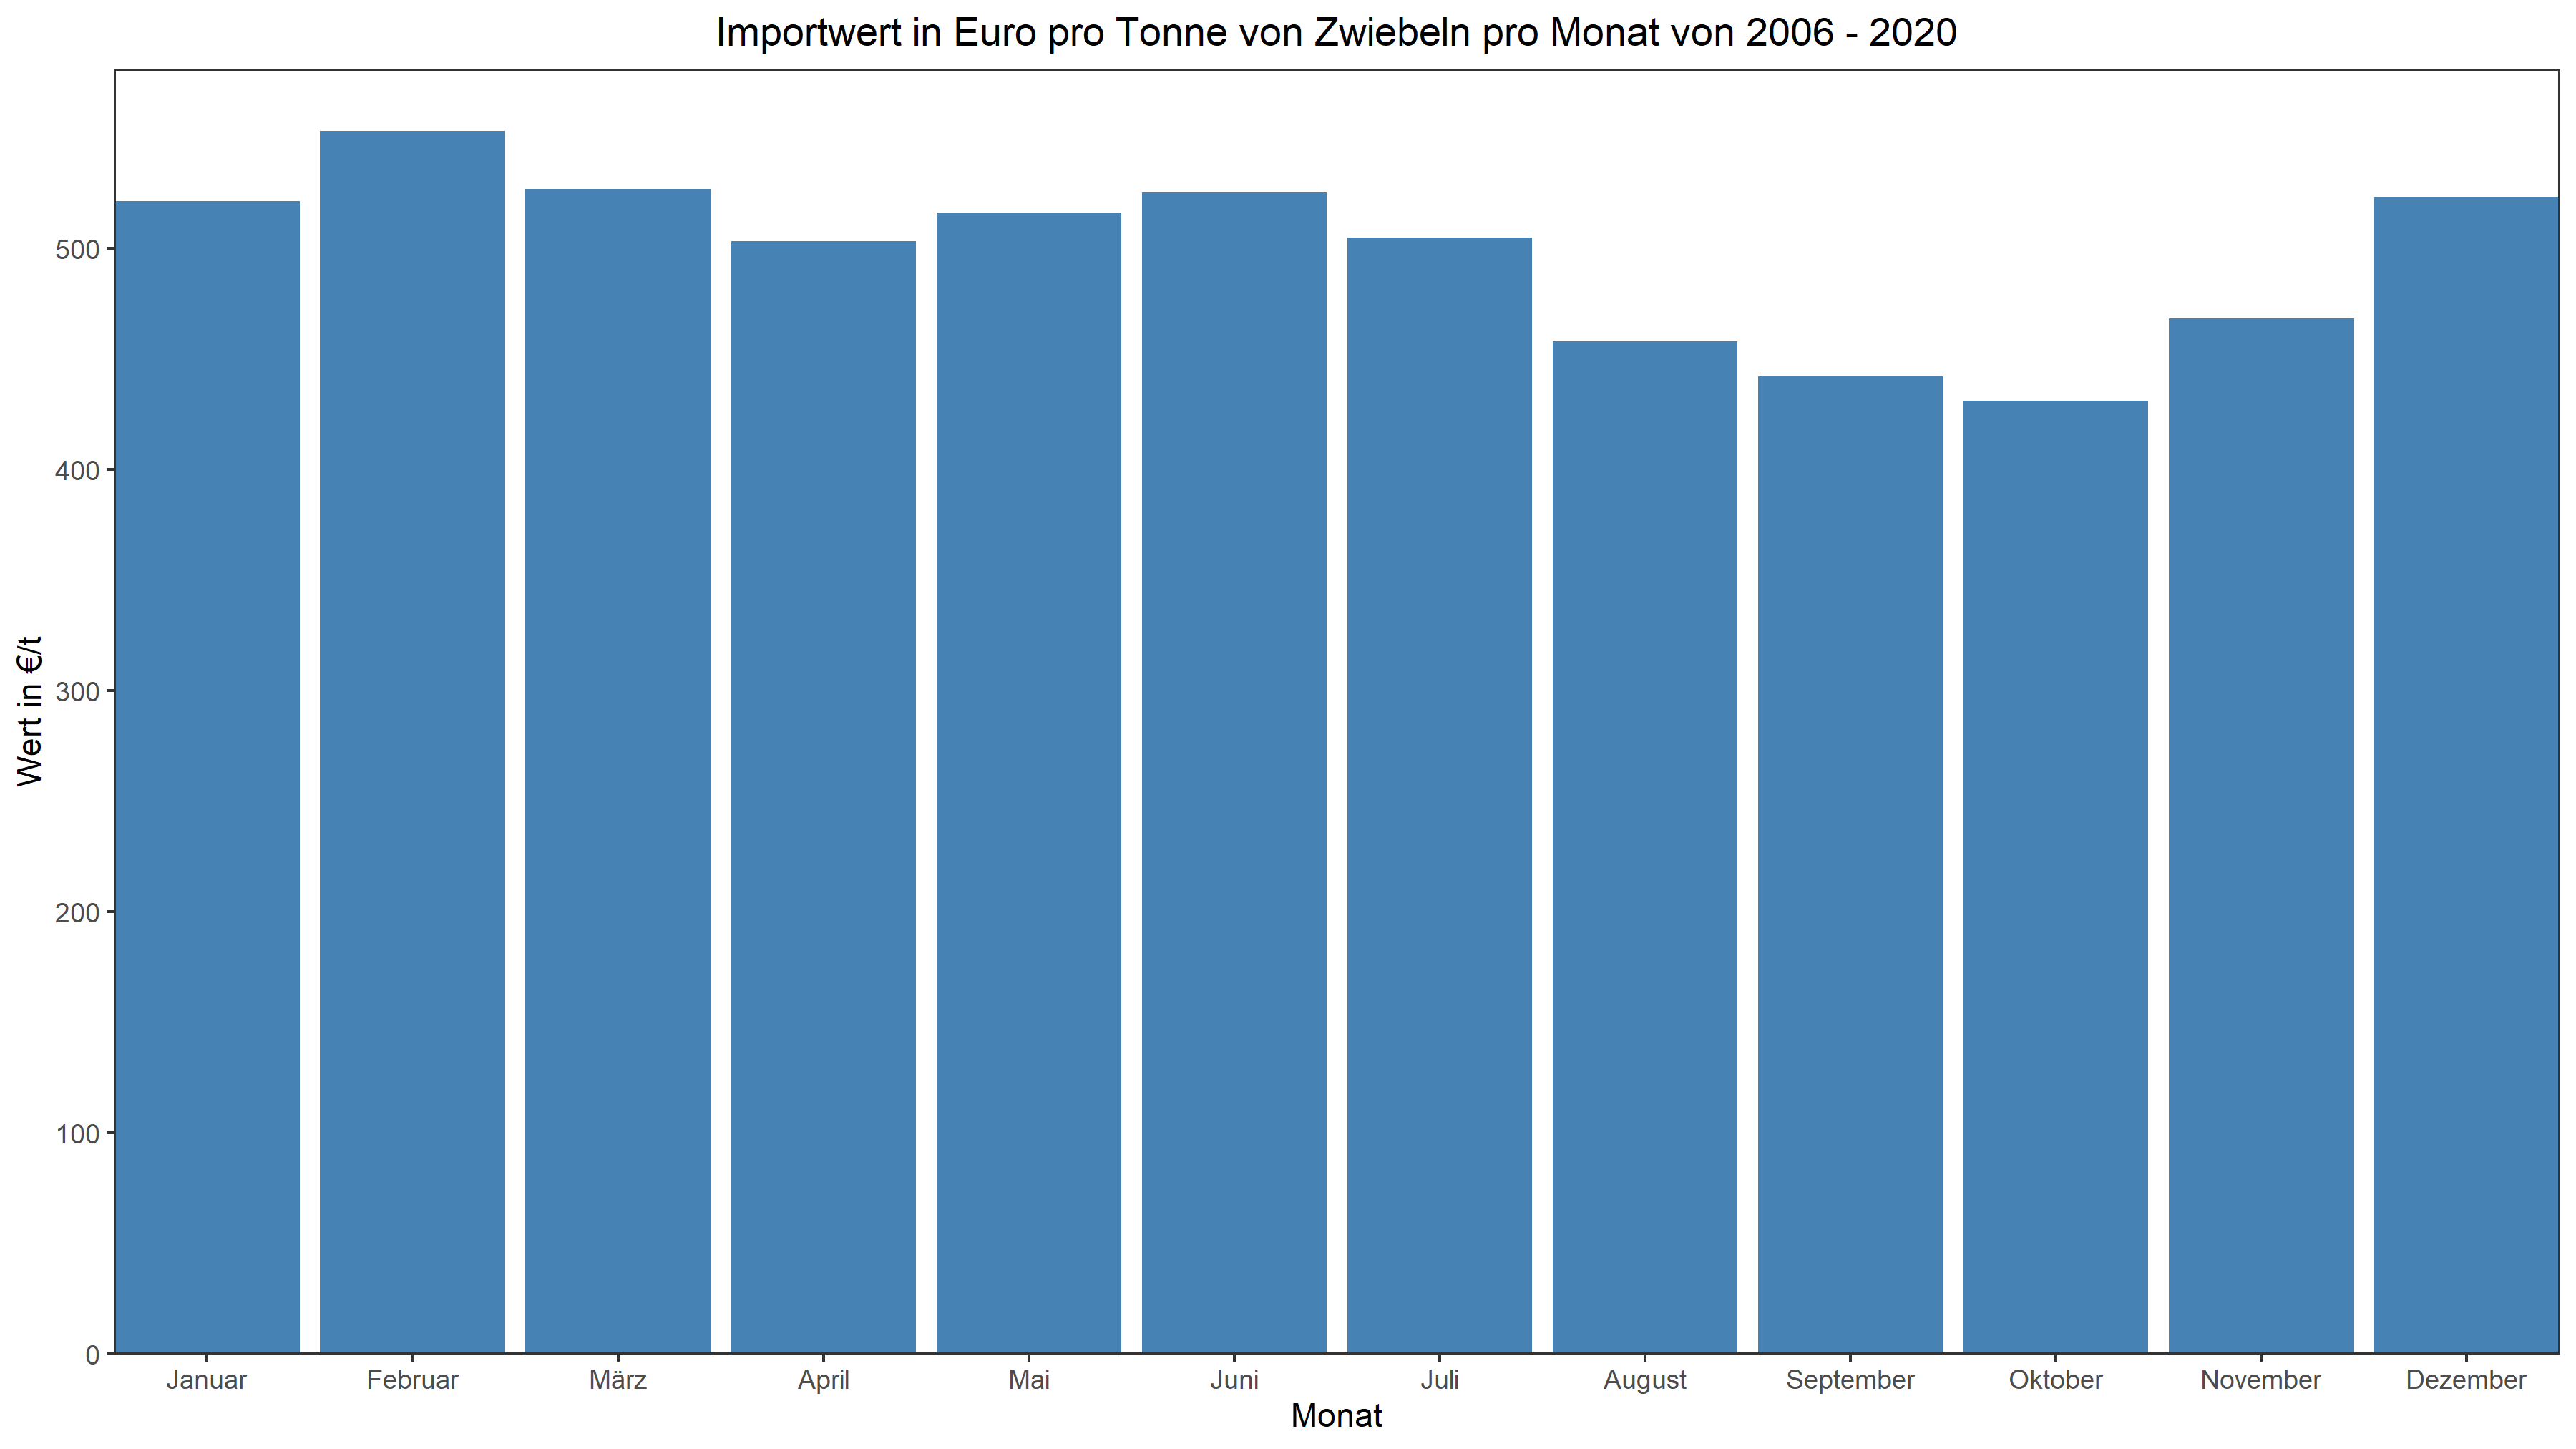 Importwert in Euro pro Tonne von Zwiebeln pro Monat von 2006 - 2020
Wert in €/t
500
400
300
200
100
0
Januar Februar März April Mai Juni Juli August September Oktober November Dezember
Monat